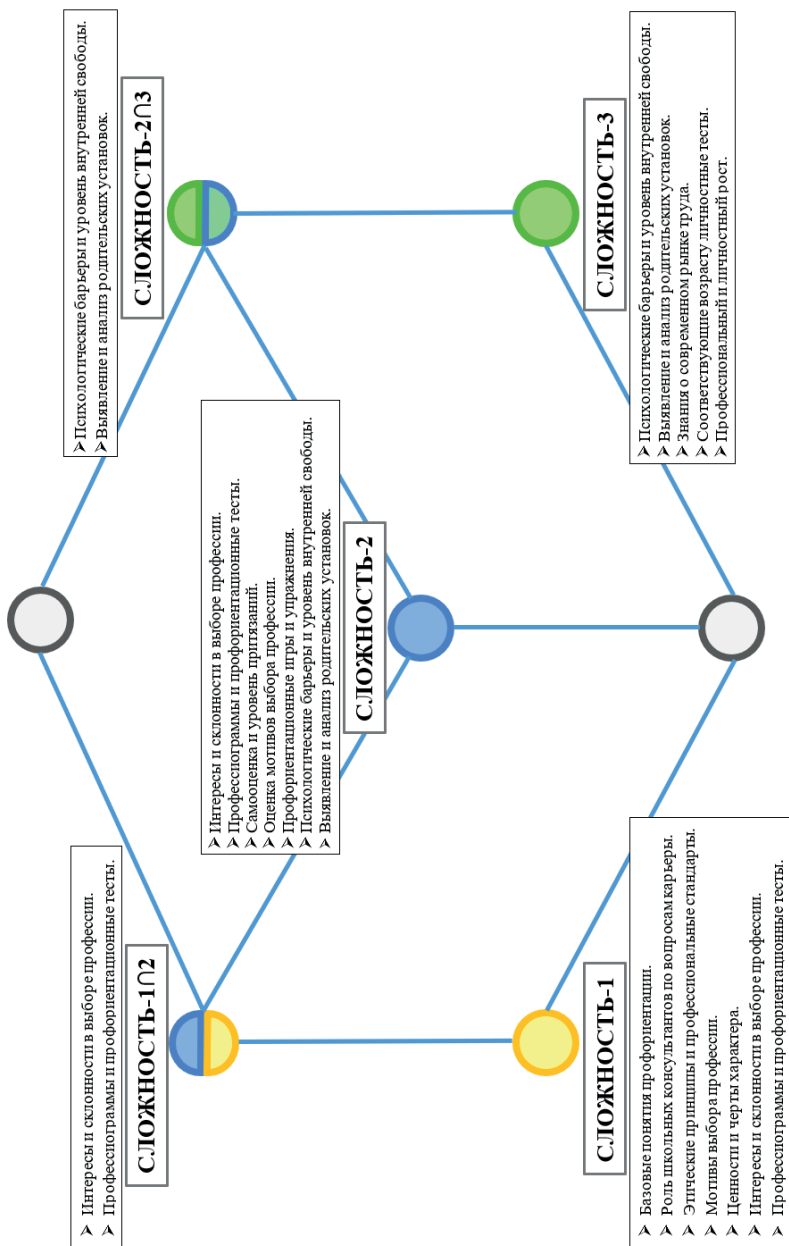 ➤ Интересы и склонности в выборе профессии.
➤ Профессиограммы и профориентационные тесты.
СЛОЖНОСТЬ-1∩2
➤ Психологические барьеры и уровень внутренней свободы.
➤ Выявление и анализ родительских установок.
СЛОЖНОСТЬ-2∩3
➤ Интересы и склонности в выборе профессии.
➤ Профессиограммы и профориентационные тесты.
➤ Самооценка и уровень притязаний.
➤ Оценка мотивов выбора профессии.
➤ Профориентационные игры и упражнения.
➤ Психологические барьеры и уровень внутренней свободы.
➤ Выявление и анализ родительских установок.
СЛОЖНОСТЬ-2
СЛОЖНОСТЬ-1
➤ Базовые понятия профориентации.
➤ Роль школьных консультантов по вопросам карьеры.
➤ Этические принципы и профессиональные стандарты.
➤ Мотивы выбора профессии.
➤ Ценности и черты характера.
➤ Интересы и склонности в выборе профессии.
➤ Профессиограммы и профориентационные тесты.
СЛОЖНОСТЬ-3
➤ Психологические барьеры и уровень внутренней свободы.
➤ Выявление и анализ родительских установок.
➤ Знания о современном рынке труда.
➤ Соответствующие возрасту личностные тесты.
➤ Профессиональный и личностный рост.